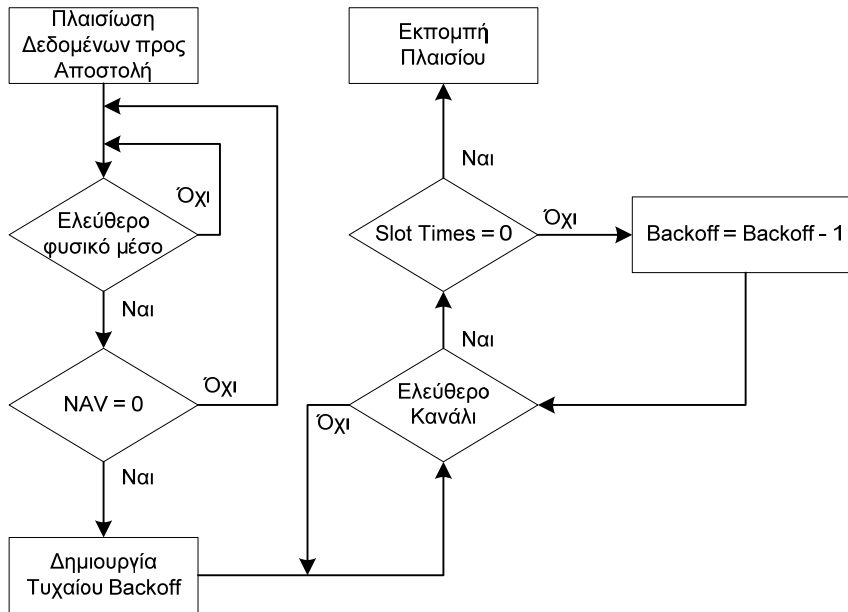 Πλαισίωση
Δεδομένων προς
Αποστολή
Όχι
Ελεύθερο
φυσικό μέσο
Ναι
NAV = 0
Όχι
Ναι
Δημιουργία
Τυχαίου Backoff
Εκπομπή
Πλαισίου
Ναι
Slot Times = 0
Όχι
Backoff = Backoff - 1
Ναι
Ελεύθερο
Κανάλι
Όχι